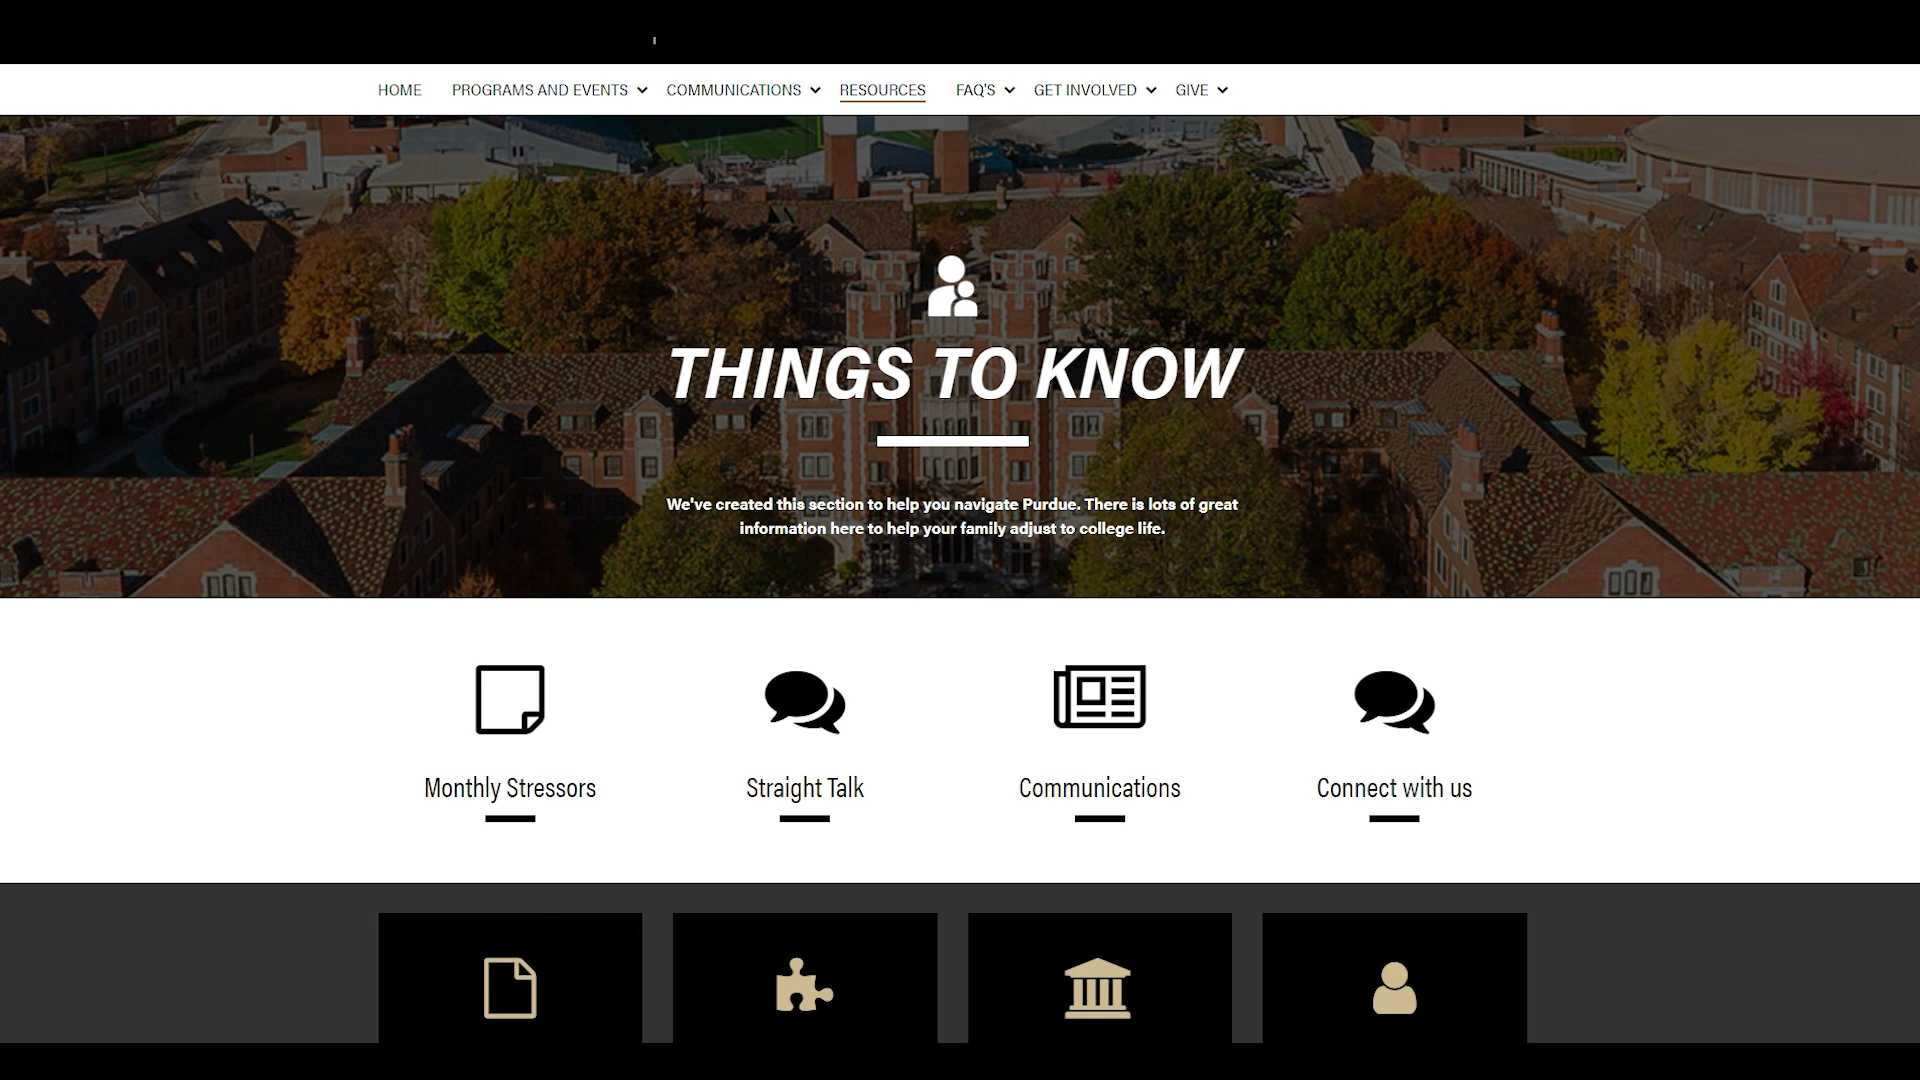 HOME PROGRAMS AND EVENTS COMMUNICATIONS RESOURCES FAQ'S GET INVOLVED GIVE
THINGS TO KNOW
We've created this section to help you navigate Purdue. There is lots of great
information here to help your family adjust to college life.
Monthly Stressors Straight Talk Communications Connect with us